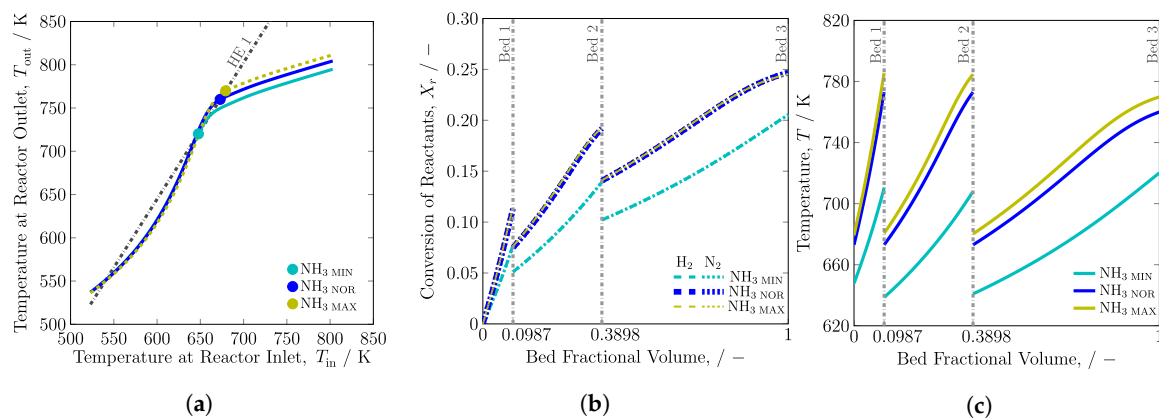 850
800
750
700
650
600
550
500
500 550 600 650 700 750 800 850
Temperature at Reactor Outlet, T_out / K
Temperature at Reactor Inlet, T_in / K
HE 1
NH3 MIN
NH3 NOR
NH3 MAX
(a)
0.30
0.25
0.20
0.15
0.10
0.05
0
0 0.0987 0.3898 1
Conversion of Reactants, X_r / −
Bed Fractional Volume, / −
Bed 1
Bed 2
Bed 3
H2 N2
NH3 MIN
NH3 NOR
NH3 MAX
(b)
820
780
740
700
660
620
0 0.0987 0.3898 1
Temperature, T / K
Bed Fractional Volume, / −
Bed 1
Bed 2
Bed 3
NH3 MIN
NH3 NOR
NH3 MAX
(c)